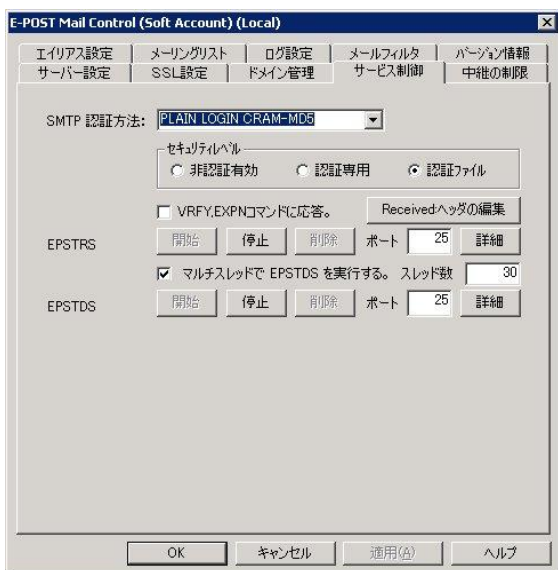 E-POST Mail Control (Soft Account) (Local)
エイリアス設定 メーリングリスト ログ設定 メールフィルタ バージョン情報
サーバー設定 SSL設定 ドメイン管理 サービス制御 中継の制限
SMTP 認証方法: PLAIN LOGIN CRAM-MD5
セキュリティレベル
非認証有効 認証専用 認証ファイル
VRFY,EXPNコマンドに応答。 Received:ヘッダの編集
EPSTRS 開始 停止 削除 ポート 25 詳細
マルチスレッドで EPSTDS を実行する。 スレッド数 30
EPSTDS 開始 停止 削除 ポート 25 詳細
OK キャンセル 適用(A) ヘルプ